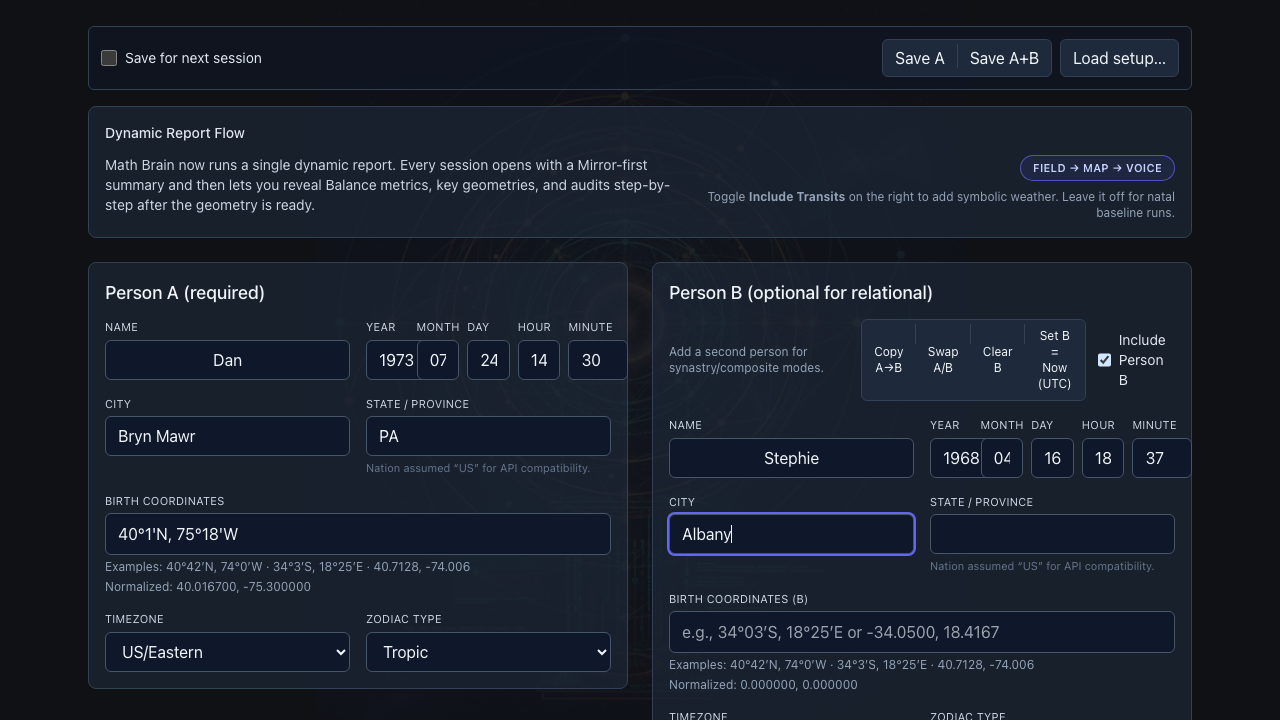 Save for next session
Save A
Save A+B
Load setup...
Dynamic Report Flow
Math Brain now runs a single dynamic report. Every session opens with a Mirror-first
summary and then lets you reveal Balance metrics, key geometries, and audits step-by-
step after the geometry is ready.
FIELD → MAP → VOICE
Toggle Include Transits on the right to add symbolic weather. Leave it off for natal
baseline runs.
Person A (required)
NAME
Dan
YEAR MONTH DAY HOUR MINUTE
1973 07 24 14 30
CITY
Bryn Mawr
STATE / PROVINCE
PA
Nation assumed “US” for API compatibility.
BIRTH COORDINATES
40°1'N, 75°18'W
Examples: 40°42′N, 74°0′W · 34°3′S, 18°25′E · 40.7128, -74.006
Normalized: 40.016700, -75.300000
TIMEZONE
US/Eastern
ZODIAC TYPE
Tropic
Person B (optional for relational)
Add a second person for
synastry/composite modes.
Copy
A→B
Swap
A/B
Clear
B
Set B
=
Now
(UTC)
Include
Person
B
NAME
Stephie
YEAR MONTH DAY HOUR MINUTE
1968 04 16 18 37
CITY
Albany
STATE / PROVINCE
Nation assumed “US” for API compatibility.
BIRTH COORDINATES (B)
e.g., 34°03′S, 18°25′E or -34.0500, 18.4167
Examples: 40°42′N, 74°0′W · 34°3′S, 18°25′E · 40.7128, -74.006
Normalized: 0.000000, 0.000000
TIMEZONE
ZODIAC TYPE